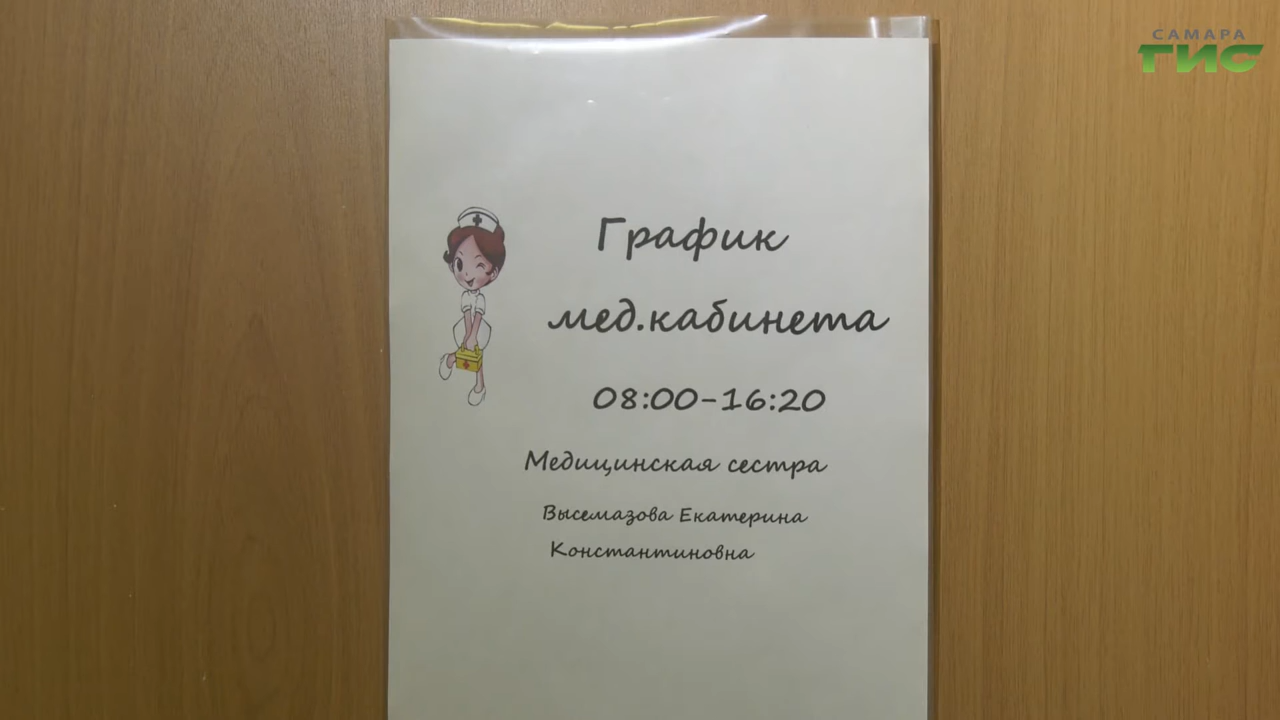 САМАРА
ГИС
График
мед.кабинета
08:00-16:20
Медицинская сестра
Высемазова Екатерина
Константиновна